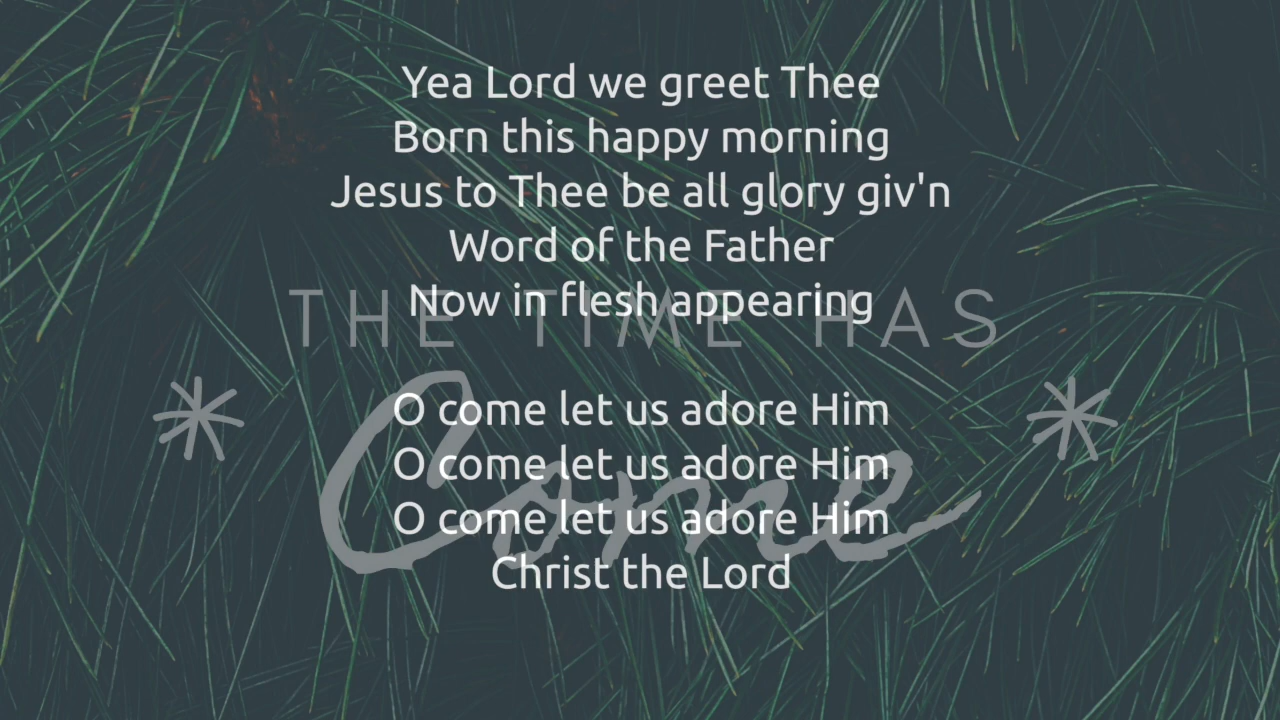 Yea Lord we greet Thee
Born this happy morning
Jesus to Thee be all glory giv'n
Word of the Father
Now in flesh appearing
THE TIME HAS
Come
O come let us adore Him
O come let us adore Him
O come let us adore Him
Christ the Lord